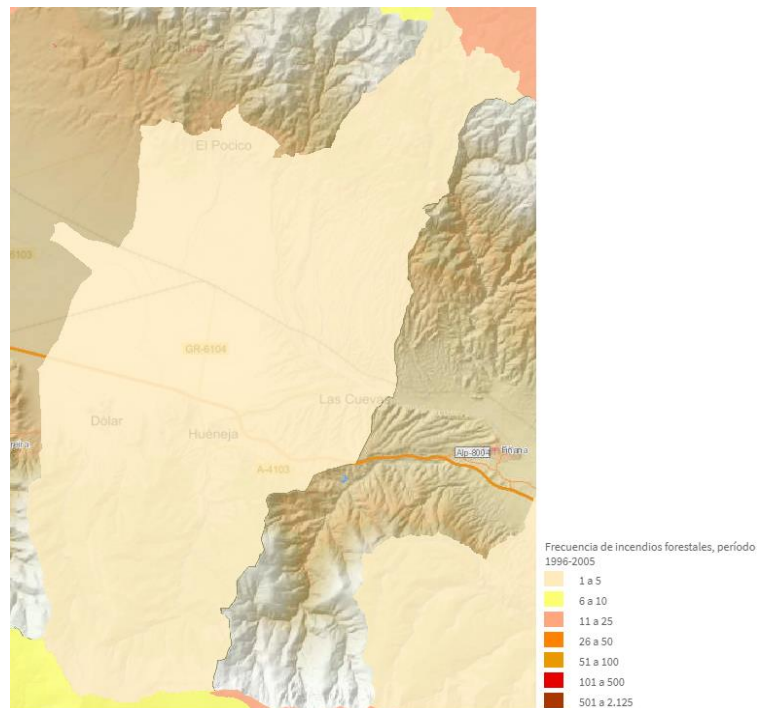 El Pocico
6103
GR-6104
Las Cuevas
Dólar
Huéneja
A-4103
Alp-8004
Fiñana
Frecuencia de incendios forestales, período
1996-2005
1 a 5
6 a 10
11 a 25
26 a 50
51 a 100
101 a 500
501 a 2.125